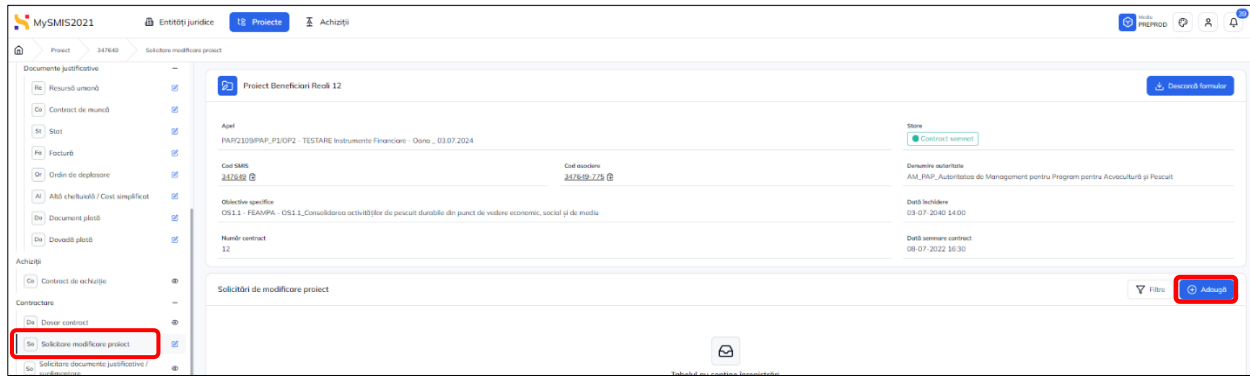 MySMIS2021
Entități juridice
Proiecte
Achiziții
Mediu
PREPROD
39
Proiect
347649
Solicitare modificare proiect
Documente justificative
Re Resursă umană
Co Contract de muncă
St Stat
Fa Factură
Or Ordin de deplasare
Al Altă cheltuială / Cost simplificat
Do Document plată
Do Dovadă plată
Achiziții
Co Contract de achiziție
Contractare
Do Dosar contract
So Solicitare modificare proiect
So Solicitare documente justificative /
suplimentare
Proiect Beneficiari Reali 12
Descarcă formular
Apel
PAP/2109/PAP_P1/OP2 - TESTARE Instrumente Financiare - Oana _ 03.07.2024
Stare
Contract semnat
Cod SMIS
347649
Cod asociere
347649-775
Denumire autoritate
AM_PAP_Autoritatea de Management pentru Program pentru Acvacultură și Pescuit
Obiective specifice
OS1.1 - FEAMPA - OS1.1_Consolidarea activităților de pescuit durabile din punct de vedere economic, social și de mediu
Dată închidere
03-07-2040 14:00
Număr contract
12
Dată semnare contract
08-07-2022 16:30
Solicitări de modificare proiect
Filtre
Adaugă
Tabelul nu conține înregistrări